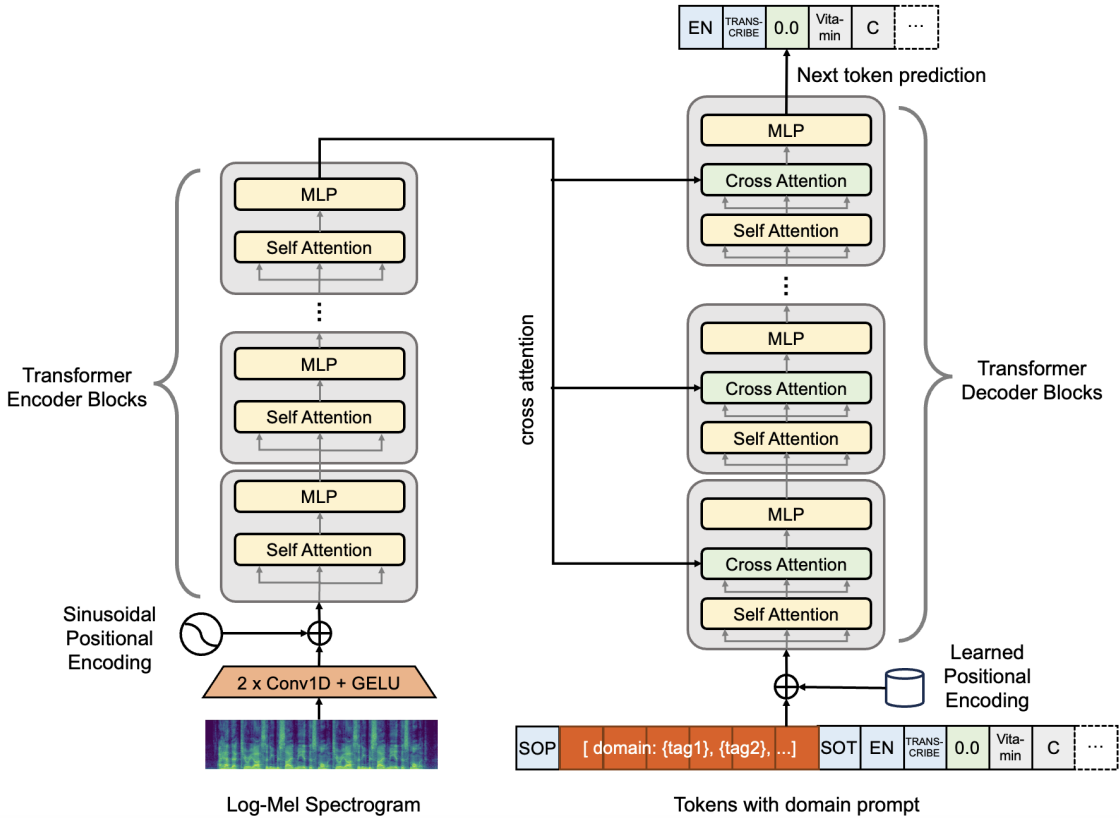 EN
TRANS-
CRIBE
0.0
Vita-
min
C
...
Next token prediction
MLP
Cross Attention
Self Attention
...
MLP
Cross Attention
Self Attention
MLP
Cross Attention
Self Attention
Transformer
Decoder Blocks
cross attention
MLP
Self Attention
...
MLP
Self Attention
MLP
Self Attention
Transformer
Encoder Blocks
Sinusoidal
Positional
Encoding
2 x Conv1D + GELU
Log-Mel Spectrogram
Learned
Positional
Encoding
SOP
[ domain: {tag1}, {tag2}, ...]
SOT
EN
TRANS-
CRIBE
0.0
Vita-
min
C
...
Tokens with domain prompt